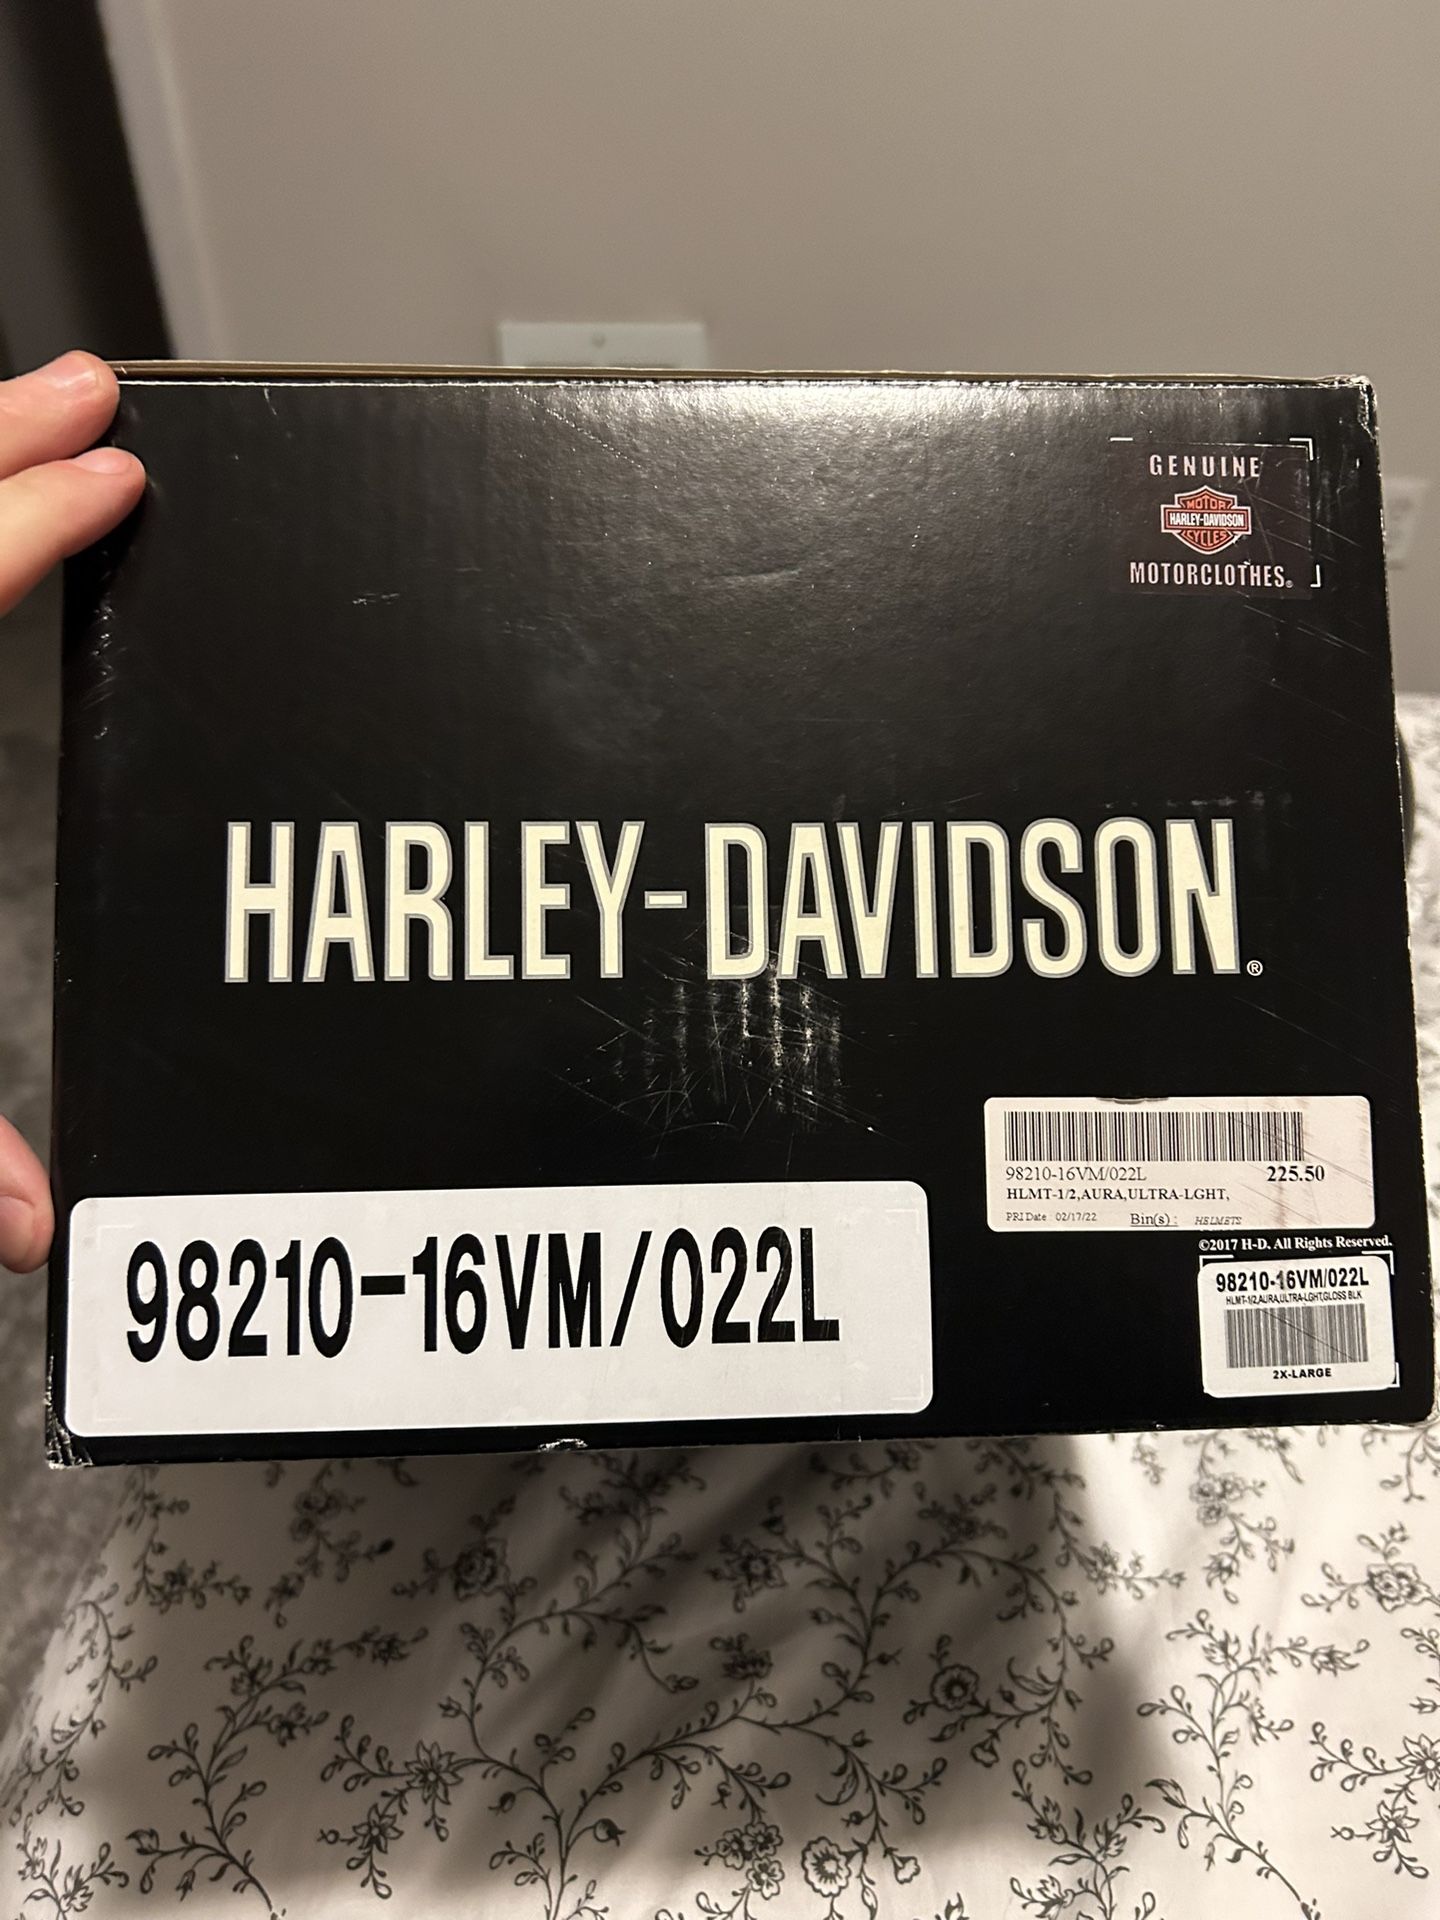 GENUINE
MOTOR
HARLEY-DAVIDSON
CYCLES
MOTORCLOTHES®
HARLEY-DAVIDSON®
98210-16VM/022L 225.50
HLMT-1/2,AURA,ULTRA-LGHT,
PRI Date : 02/17/22 Bin(s) : HELMETS
©2017 H-D. All Rights Reserved.
98210-16VM/022L
98210-16VM/022L
HLMT-1/2,AURA,ULTRA-LGHT,GLOSS BLK
2X-LARGE